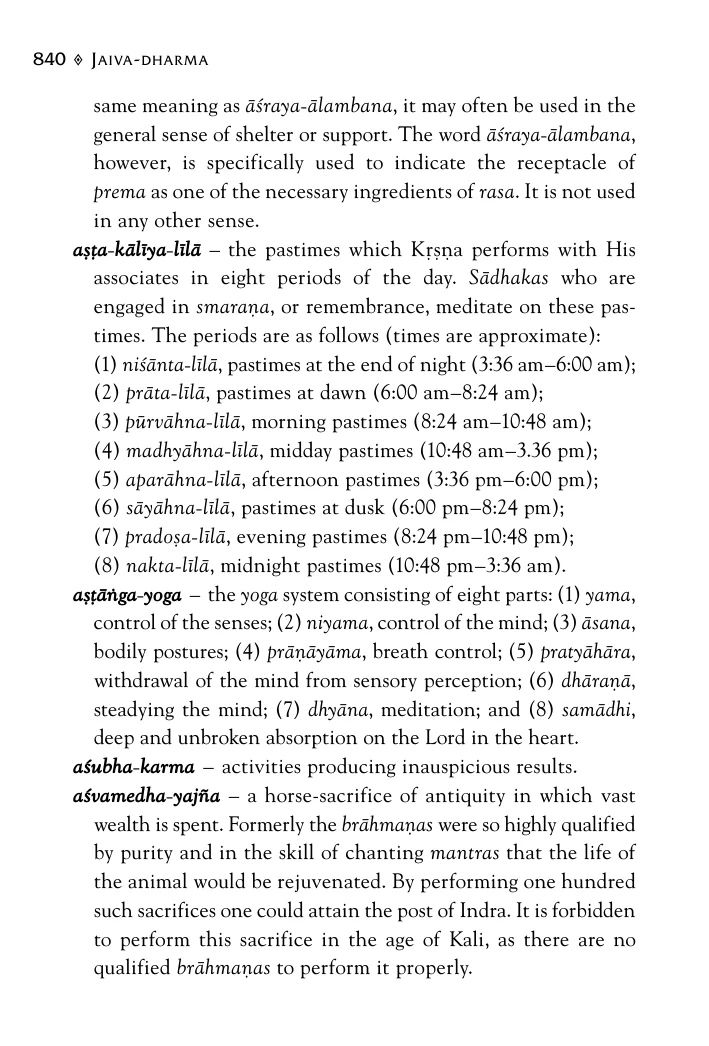 840 ◊ JAIVA-DHARMA
same meaning as āśraya-ālambana, it may often be used in the
general sense of shelter or support. The word āśraya-ālambana,
however, is specifically used to indicate the receptacle of
prema as one of the necessary ingredients of rasa. It is not used
in any other sense.
aṣṭa-kālīya-līlā – the pastimes which Kṛṣṇa performs with His
associates in eight periods of the day. Sādhakas who are
engaged in smaraṇa, or remembrance, meditate on these pas-
times. The periods are as follows (times are approximate):
(1) niśānta-līlā, pastimes at the end of night (3:36 am–6:00 am);
(2) prāta-līlā, pastimes at dawn (6:00 am–8:24 am);
(3) pūrvāhna-līlā, morning pastimes (8:24 am–10:48 am);
(4) madhyāhna-līlā, midday pastimes (10:48 am–3.36 pm);
(5) aparāhna-līlā, afternoon pastimes (3:36 pm–6:00 pm);
(6) sāyāhna-līlā, pastimes at dusk (6:00 pm–8:24 pm);
(7) pradoṣa-līlā, evening pastimes (8:24 pm–10:48 pm);
(8) nakta-līlā, midnight pastimes (10:48 pm–3:36 am).
aṣṭāṅga-yoga – the yoga system consisting of eight parts: (1) yama,
control of the senses; (2) niyama, control of the mind; (3) āsana,
bodily postures; (4) prāṇāyāma, breath control; (5) pratyāhāra,
withdrawal of the mind from sensory perception; (6) dhāraṇā,
steadying the mind; (7) dhyāna, meditation; and (8) samādhi,
deep and unbroken absorption on the Lord in the heart.
aśubha-karma – activities producing inauspicious results.
aśvamedha-yajña – a horse-sacrifice of antiquity in which vast
wealth is spent. Formerly the brāhmaṇas were so highly qualified
by purity and in the skill of chanting mantras that the life of
the animal would be rejuvenated. By performing one hundred
such sacrifices one could attain the post of Indra. It is forbidden
to perform this sacrifice in the age of Kali, as there are no
qualified brāhmaṇas to perform it properly.